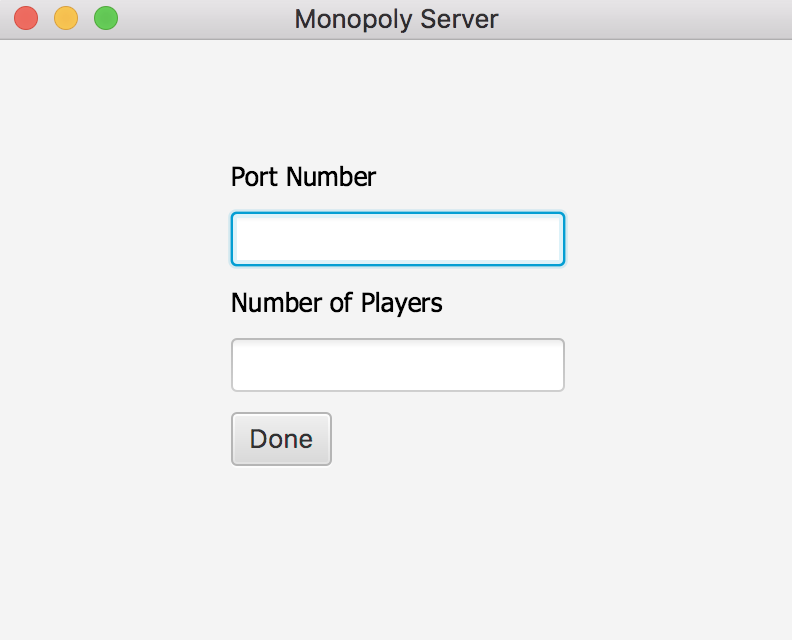 Monopoly Server
Port Number
Number of Players
Done